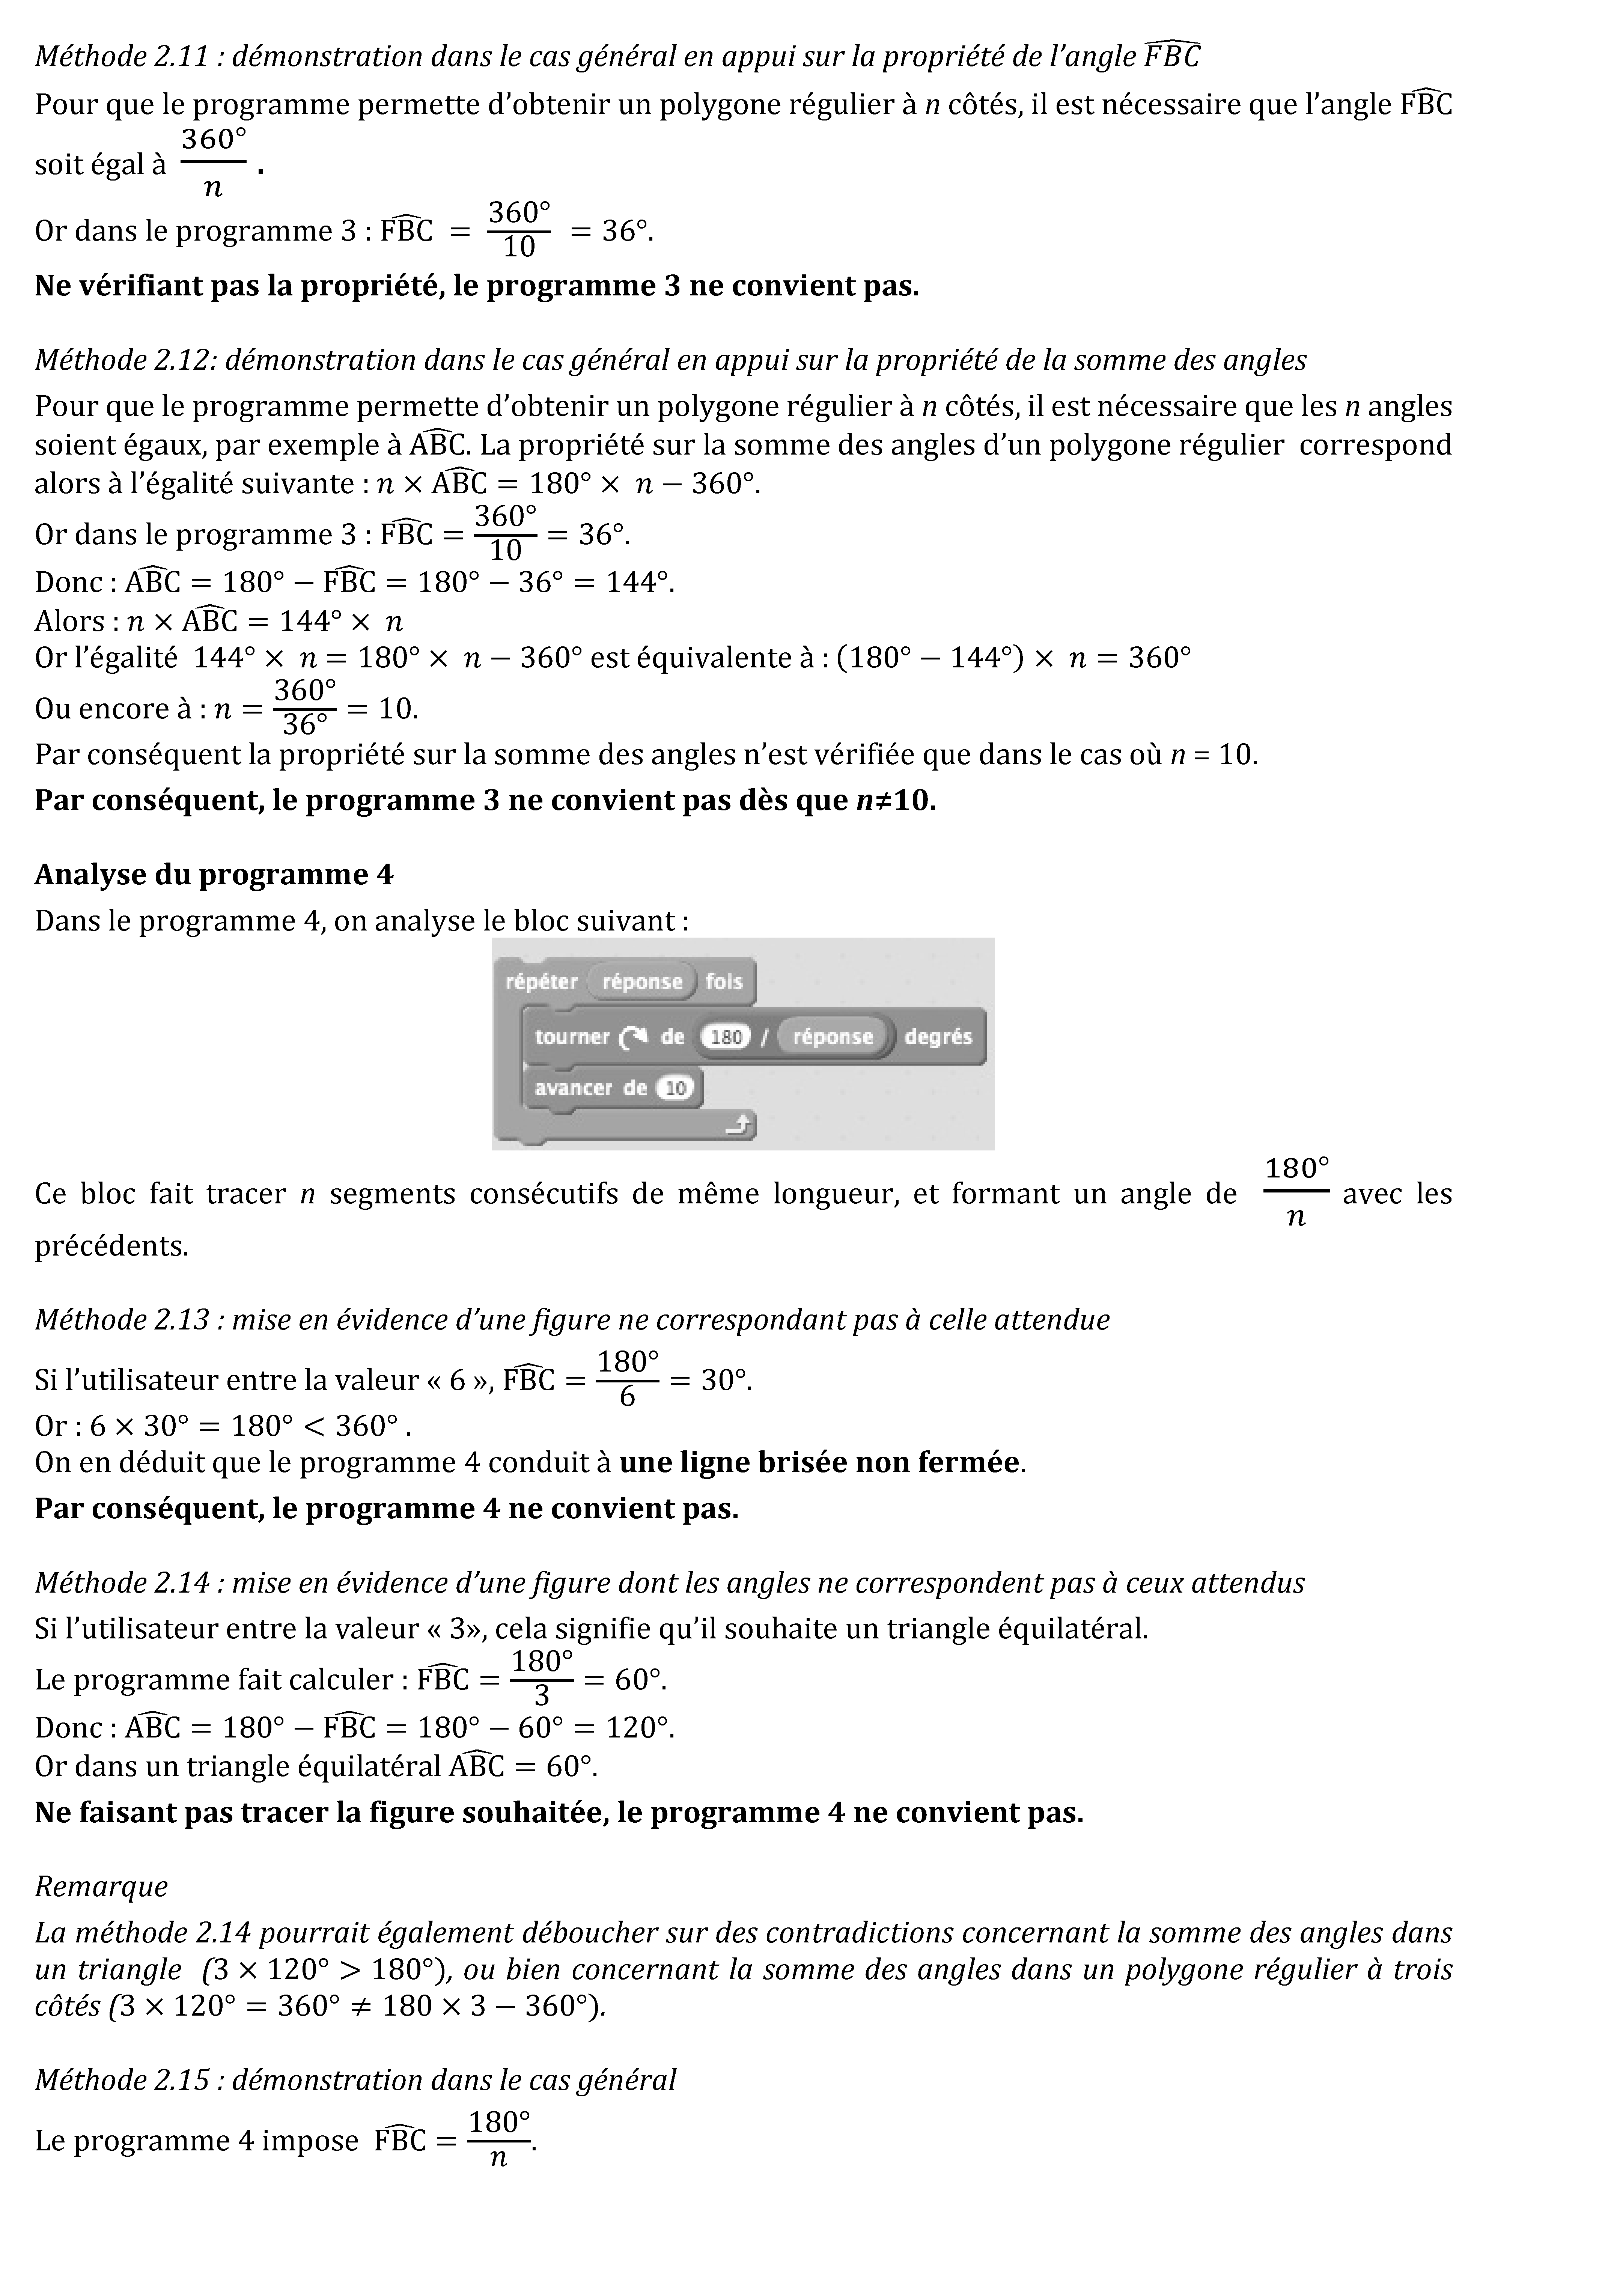 Méthode 2.11 : démonstration dans le cas général en appui sur la propriété de l’angle \widehat{FBC}
Pour que le programme permette d’obtenir un polygone régulier à n côtés, il est nécessaire que l’angle \widehat{FBC}
soit égal à 360°/n .
Or dans le programme 3 : \widehat{FBC} = 360°/10 = 36°.
Ne vérifiant pas la propriété, le programme 3 ne convient pas.
Méthode 2.12: démonstration dans le cas général en appui sur la propriété de la somme des angles
Pour que le programme permette d’obtenir un polygone régulier à n côtés, il est nécessaire que les n angles
soient égaux, par exemple à \widehat{ABC}. La propriété sur la somme des angles d’un polygone régulier correspond
alors à l’égalité suivante : n × \widehat{ABC} = 180° × n − 360°.
Or dans le programme 3 : \widehat{FBC} = 360°/10 = 36°.
Donc : \widehat{ABC} = 180° − \widehat{FBC} = 180° − 36° = 144°.
Alors : n × \widehat{ABC} = 144° × n
Or l’égalité 144° × n = 180° × n − 360° est équivalente à : (180° − 144°) × n = 360°
Ou encore à : n = 360°/36° = 10.
Par conséquent la propriété sur la somme des angles n’est vérifiée que dans le cas où n = 10.
Par conséquent, le programme 3 ne convient pas dès que n≠10.
Analyse du programme 4
Dans le programme 4, on analyse le bloc suivant :
répéter réponse fois
tourner de 180 / réponse degrés
avancer de 10
Ce bloc fait tracer n segments consécutifs de même longueur, et formant un angle de 180°/n avec les
précédents.
Méthode 2.13 : mise en évidence d’une figure ne correspondant pas à celle attendue
Si l’utilisateur entre la valeur « 6 », \widehat{FBC} = 180°/6 = 30°.
Or : 6 × 30° = 180° < 360° .
On en déduit que le programme 4 conduit à une ligne brisée non fermée.
Par conséquent, le programme 4 ne convient pas.
Méthode 2.14 : mise en évidence d’une figure dont les angles ne correspondent pas à ceux attendus
Si l’utilisateur entre la valeur « 3», cela signifie qu’il souhaite un triangle équilatéral.
Le programme fait calculer : \widehat{FBC} = 180°/3 = 60°.
Donc : \widehat{ABC} = 180° − \widehat{FBC} = 180° − 60° = 120°.
Or dans un triangle équilatéral \widehat{ABC} = 60°.
Ne faisant pas tracer la figure souhaitée, le programme 4 ne convient pas.
Remarque
La méthode 2.14 pourrait également déboucher sur des contradictions concernant la somme des angles dans
un triangle (3 × 120° > 180°), ou bien concernant la somme des angles dans un polygone régulier à trois
côtés (3 × 120° = 360° ≠ 180 × 3 − 360°).
Méthode 2.15 : démonstration dans le cas général
Le programme 4 impose \widehat{FBC} = 180°/n.